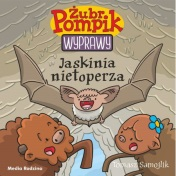 Żubr
Pompik
WYPRAWY
Jaskinia
nietoperza
Tomasz Samojlik
Media Rodzina